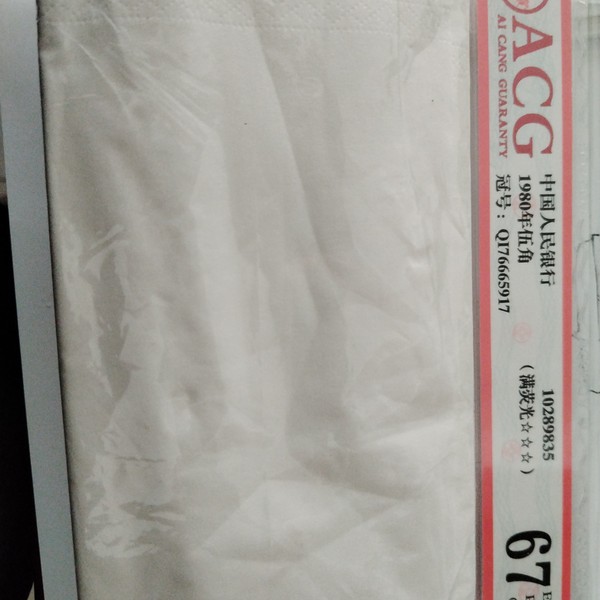 ACG
AI CANG GUARANTY
中国人民银行
1980年伍角
冠号：QI76665917
10289835
（满荧光☆☆☆）
67
E